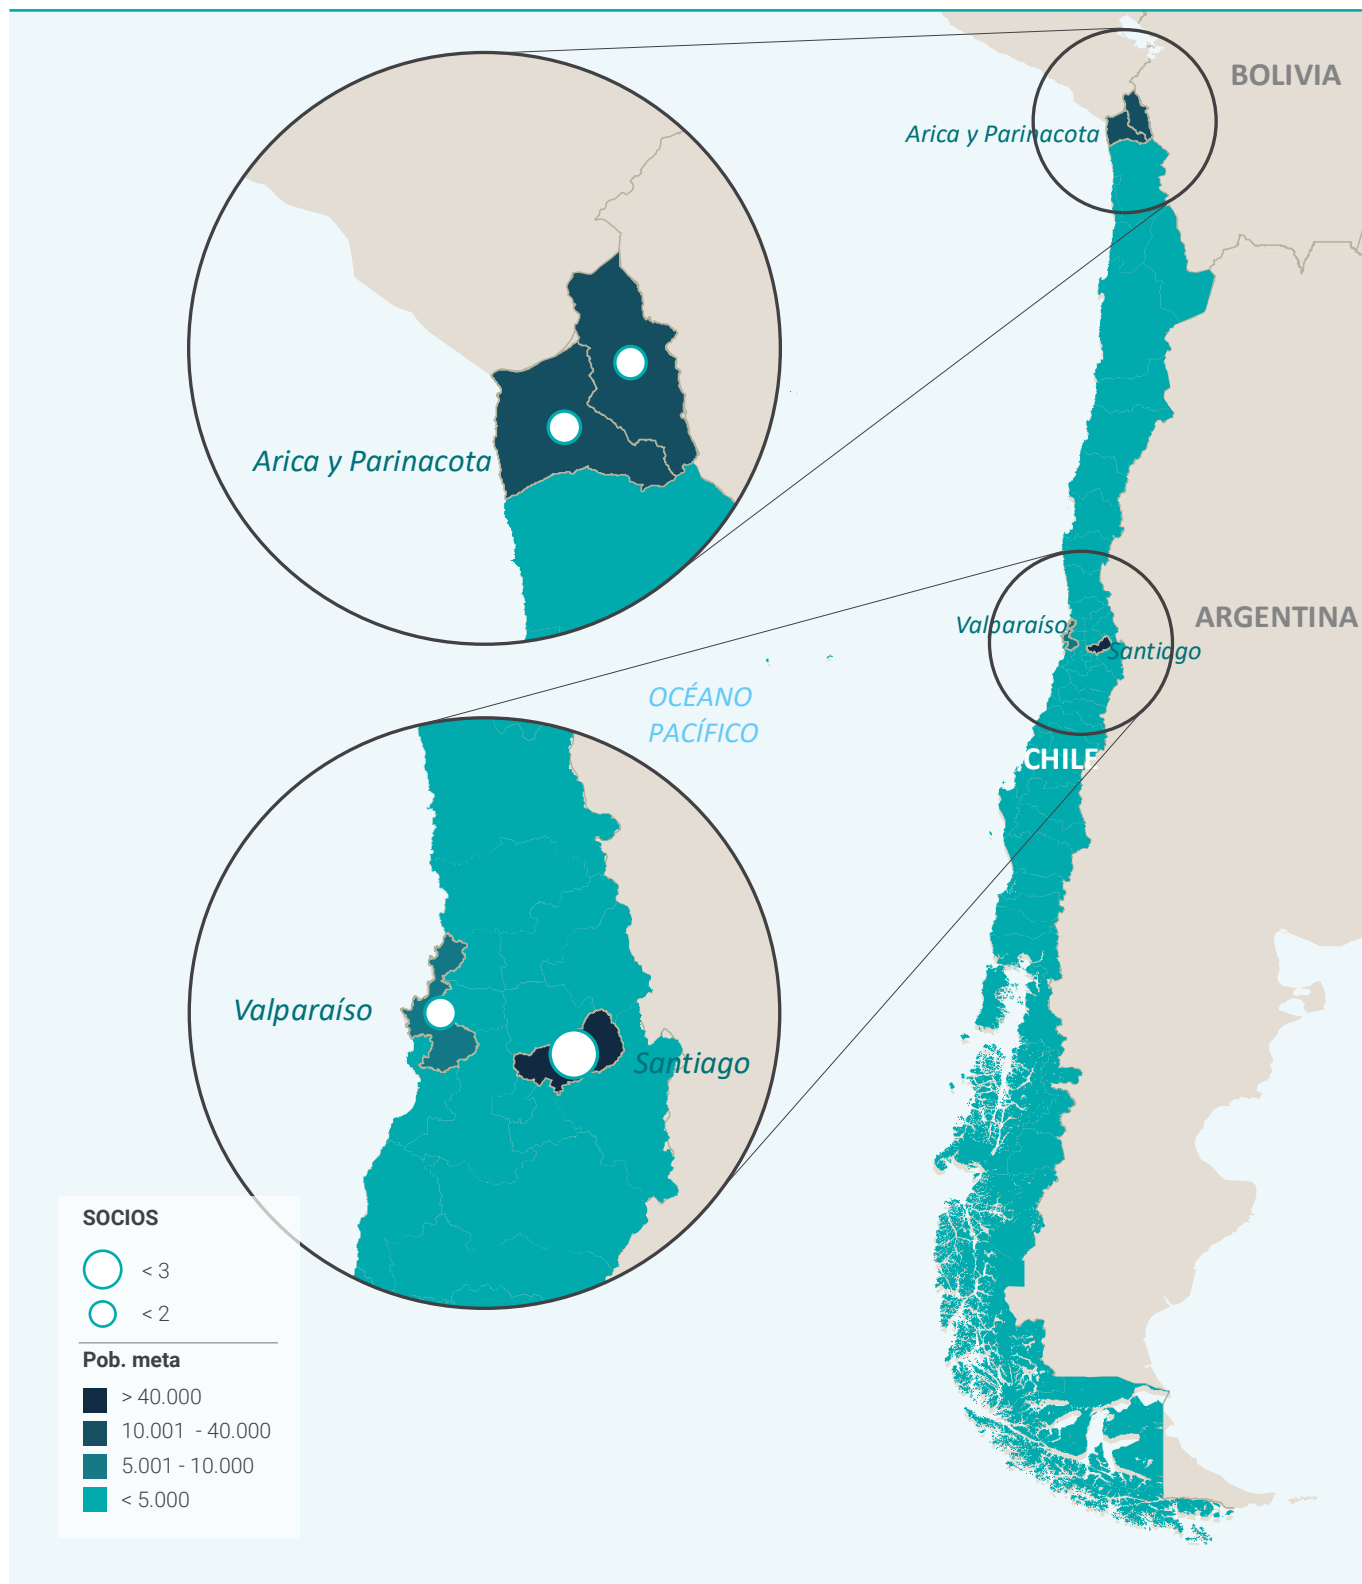 BOLIVIA
Arica y Parinacota
Arica y Parinacota
ARGENTINA
Valparaíso
Santiago
OCÉANO
PACÍFICO
CHILE
Valparaíso
Santiago
SOCIOS
< 3
< 2
Pob. meta
> 40.000
10.001 - 40.000
5.001 - 10.000
< 5.000